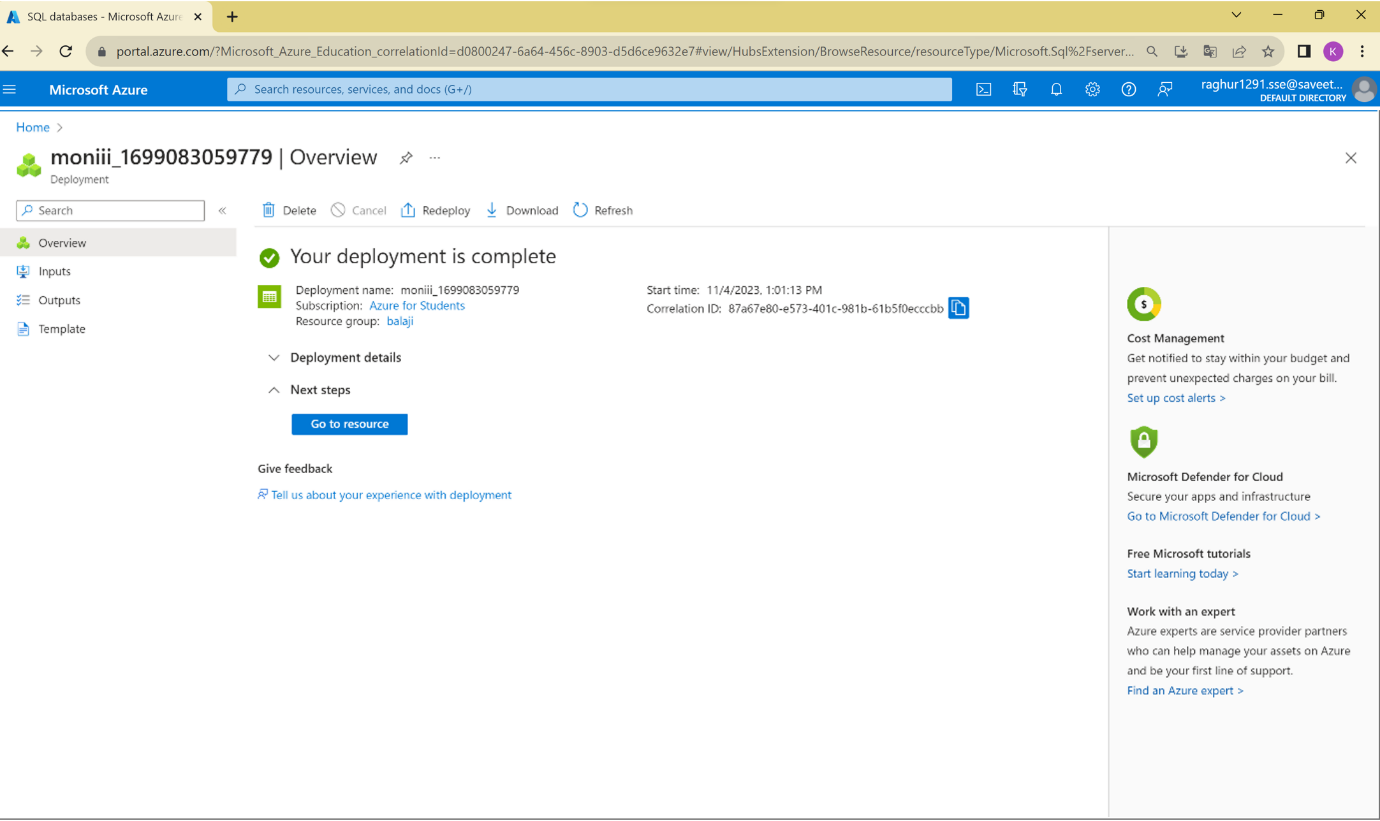 SQL databases - Microsoft Azure
portal.azure.com/?Microsoft_Azure_Education_correlationId=d0800247-6a64-456c-8903-d5d6ce9632e7#view/HubsExtension/BrowseResource/resourceType/Microsoft.Sql%2Fserver...
K
Microsoft Azure
Search resources, services, and docs (G+/)
raghur1291.sse@saveet...
DEFAULT DIRECTORY
Home >
moniii_1699083059779 | Overview
...
Deployment
Search
«
Delete
Cancel
Redeploy
Download
Refresh
Overview
Inputs
Outputs
Template
Your deployment is complete
Deployment name: moniii_1699083059779
Subscription: Azure for Students
Resource group: balaji
Start time: 11/4/2023, 1:01:13 PM
Correlation ID: 87a67e80-e573-401c-981b-61b5f0ecccbb
Deployment details
Next steps
Go to resource
Give feedback
Tell us about your experience with deployment
$
Cost Management
Get notified to stay within your budget and
prevent unexpected charges on your bill.
Set up cost alerts >
Microsoft Defender for Cloud
Secure your apps and infrastructure
Go to Microsoft Defender for Cloud >
Free Microsoft tutorials
Start learning today >
Work with an expert
Azure experts are service provider partners
who can help manage your assets on Azure
and be your first line of support.
Find an Azure expert >